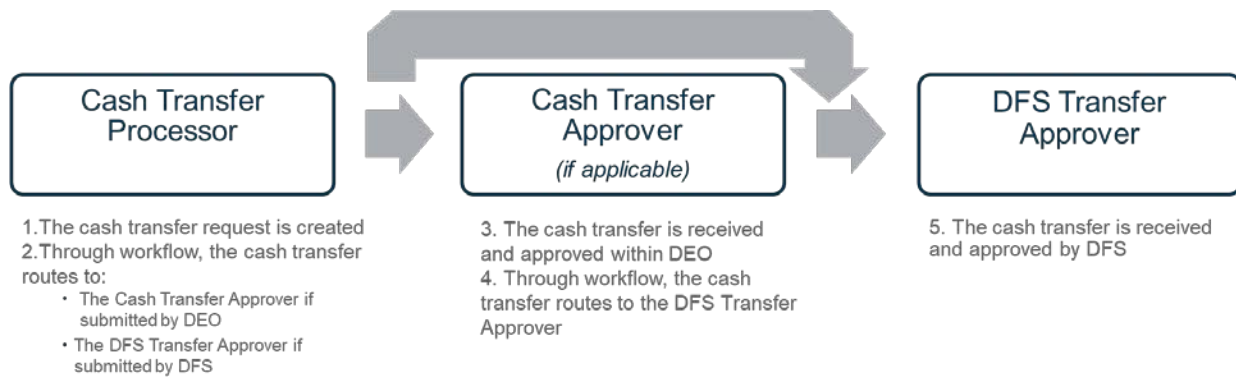 Cash Transfer
Processor
1.The cash transfer request is created
2.Through workflow, the cash transfer
routes to:
• The Cash Transfer Approver if
submitted by DEO
• The DFS Transfer Approver if
submitted by DFS
Cash Transfer
Approver
(if applicable)
3. The cash transfer is received
and approved within DEO
4. Through workflow, the cash
transfer routes to the DFS Transfer
Approver
DFS Transfer
Approver
5. The cash transfer is received
and approved by DFS